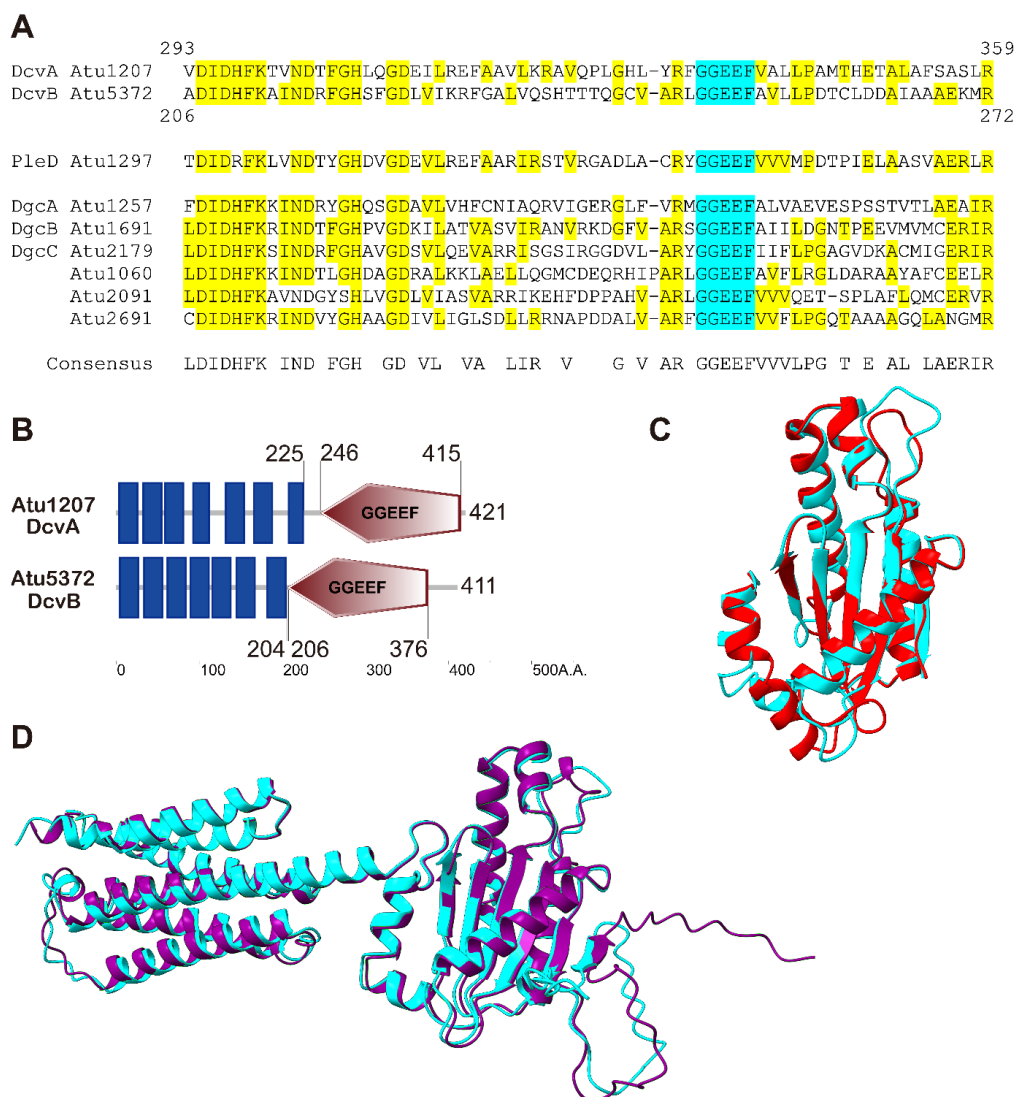 A
293 359
DcvA Atu1207 VDIDHFKTVNDTFGHLQGDEILREFAAVLKRAVQPLGHL-YRFGGEEFVALLPAMTHETALAFSASLR
DcvB Atu5372 ADIDHFKAINDRFGHSFGDLVIKRFGALVQSHTTTQGCV-ARLGGEEFAVLLPDTCLDDAIAAAEKMR
206 272
PleD Atu1297 TDIDRFKLVNDTYGHDVGDEVLREFAARIRSTVRGADLA-CRYGGEEFVVVMPDTPIELAASVAERLR
DgcA Atu1257 FDIDHFKKINDRYGHQSGDAVLVHFCNIAQRVIGERGLF-VRMGGEEFALVAEVESPSSTVTLAEAIR
DgcB Atu1691 LDIDHFKRINDTFGHPVGDKILATVASVIRANVRKDGFV-ARSGGEEFAIILDGNTPEEVMVMCERIR
DgcC Atu2179 LDIDRFKSINDRFGHAVGDSVLQEVARRISGSIRGGDVL-ARYGGEEFIIFLPGAGVDKACMIGERIR
Atu1060 LDIDHFKKINDTLGHDAGDRALKKLAELLQGMCDEQRHIPARLGGEEFAVFLRGLDARAAYAFCEELR
Atu2091 LDIDHFKAVNDGYSHLVGDLVIASVARRIKEHFDPPAHV-ARLGGEEFVVVQET-SPLAFLQMCERVR
Atu2691 CDIDHFKRINDVYGHAAGDIVLIGLSDLLRRNAPDDALV-ARFGGEEFVVFLPGQTAAAAGQLANGMR
Consensus LDIDHFK IND FGH GD VL VA LIR V G V AR GGEEFVVVLPG T E AL LAERIR
B
C
225 246 415
Atu1207
DcvA
GGEEF
421
Atu5372
DcvB
GGEEF
411
204 206 376
0 100 200 300 400 500A.A.
D